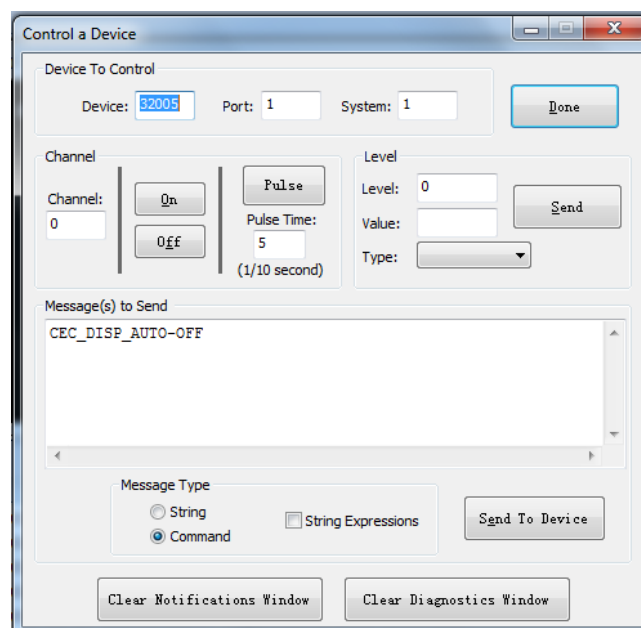 Control a Device
Device To Control
Device: 32005 Port: 1 System: 1
Done
Channel
Channel:
0
On
Off
Pulse
Pulse Time:
5
(1/10 second)
Level
Level: 0
Value:
Type:
Send
Message(s) to Send
CEC_DISP_AUTO-OFF
Message Type
String
Command
String Expressions
Send To Device
Clear Notifications Window
Clear Diagnostics Window